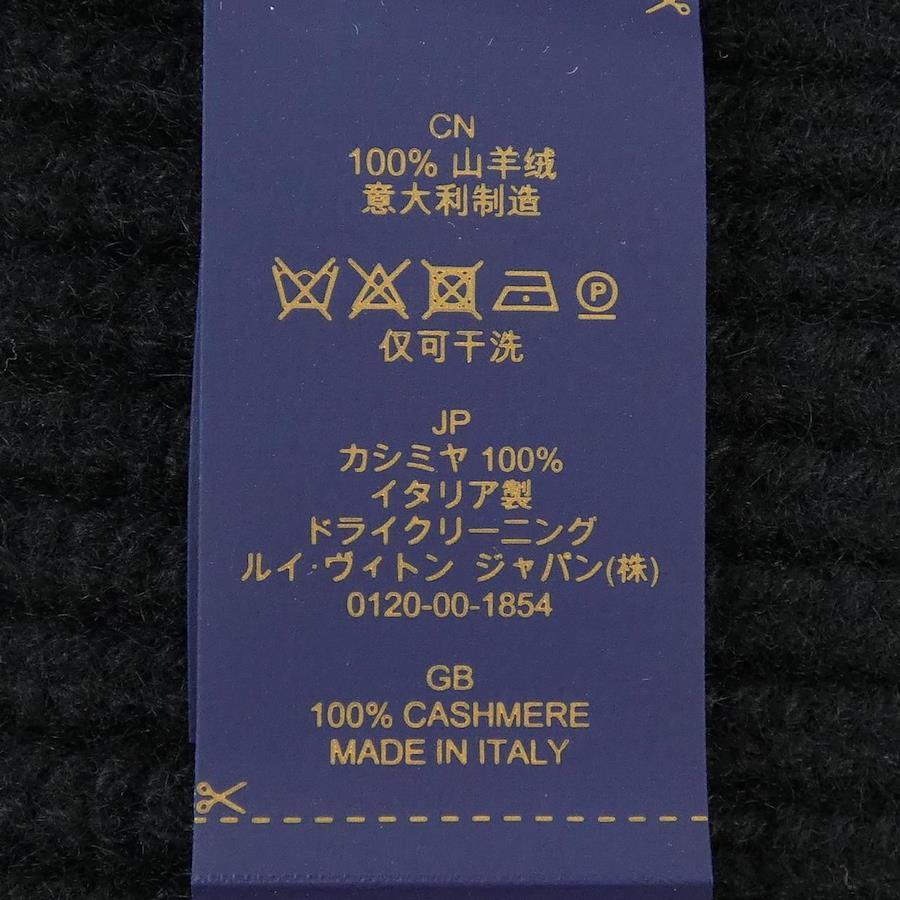 CN
100% 山羊绒
意大利制造
P
仅可干洗
JP
カシミヤ 100%
イタリア製
ドライクリーニング
ルイ·ヴィトン ジャパン(株)
0120-00-1854
GB
100% CASHMERE
MADE IN ITALY